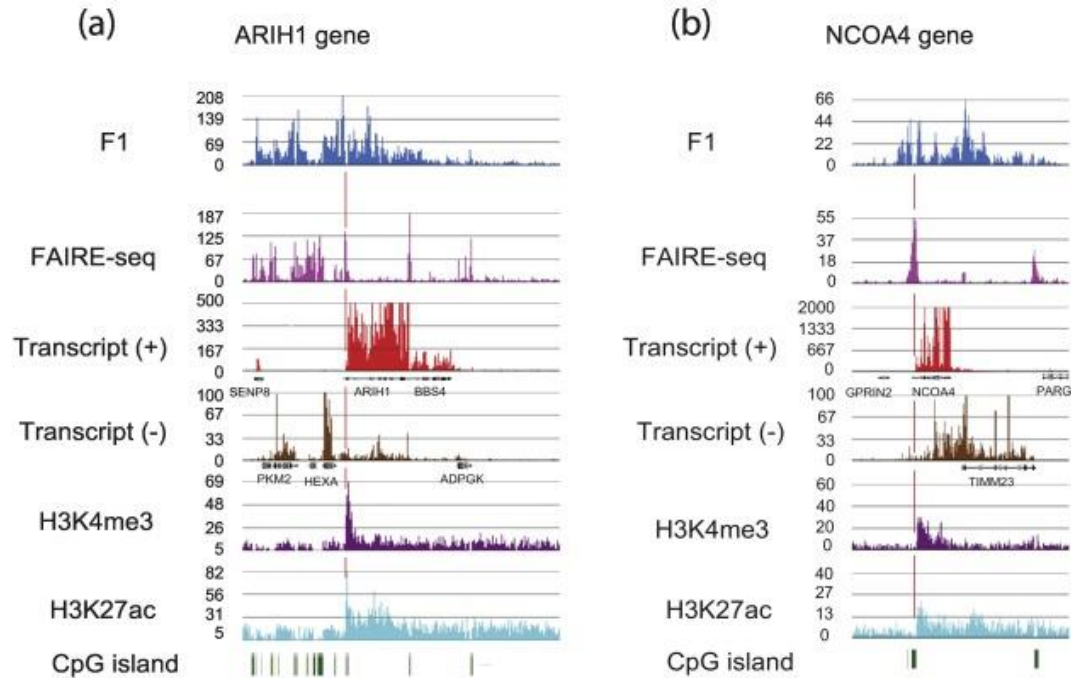 (a)
ARIH1 gene
F1
208
139
69
0
FAIRE-seq
187
125
67
0
Transcript (+)
500
333
167
0
SENP8 ARIH1 BBS4
Transcript (-)
100
67
33
0
PKM2 HEXA ADPGK
H3K4me3
69
48
26
5
H3K27ac
82
56
31
5
CpG island
(b)
NCOA4 gene
F1
66
44
22
0
FAIRE-seq
55
37
18
0
Transcript (+)
2000
1333
667
0
GPRIN2 NCOA4 PARG
Transcript (-)
100
67
33
0
TIMM23
H3K4me3
60
40
20
0
H3K27ac
40
27
13
0
CpG island